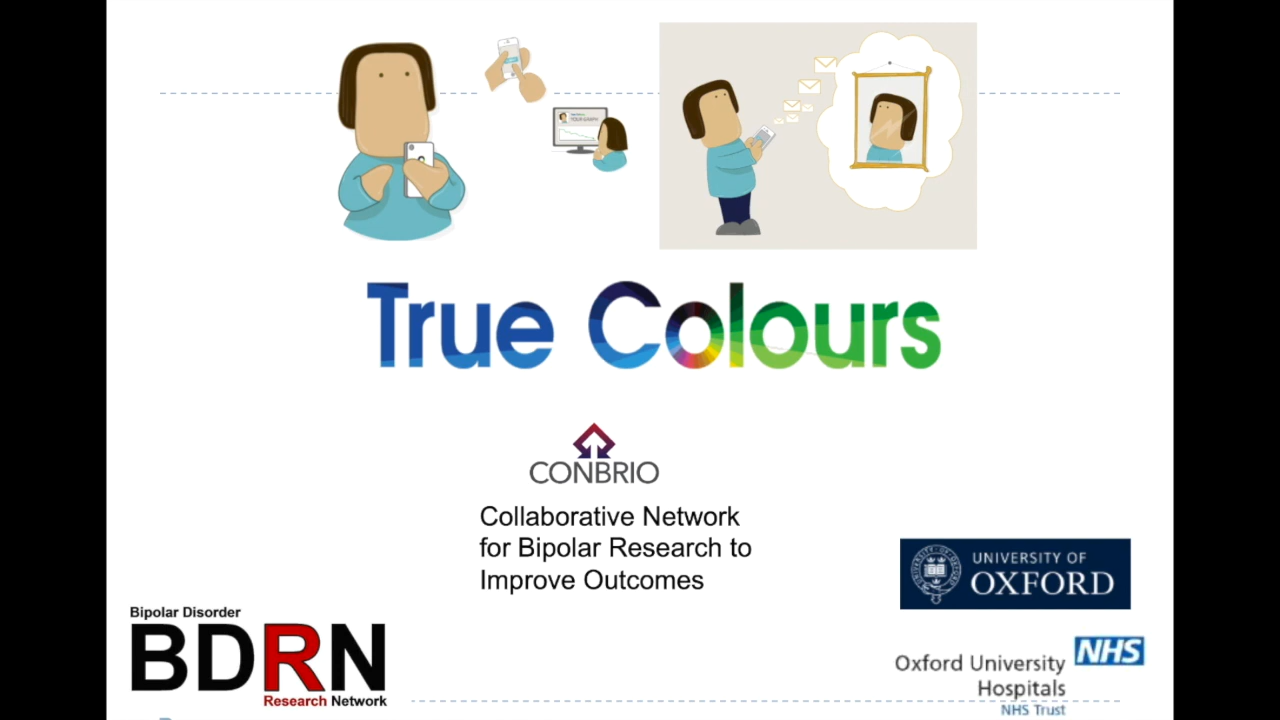 True Colours
CONBRIO
Collaborative Network
for Bipolar Research to
Improve Outcomes
UNIVERSITY OF
OXFORD
Bipolar Disorder
BDRN
Research Network
NHS
Oxford University
Hospitals
NHS Trust